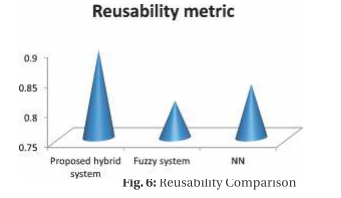 Reusability metric
0.9
0.85
0.8
0.75
Proposed hybrid system
Fuzzy system
NN
Fig. 6: Reusability Comparison